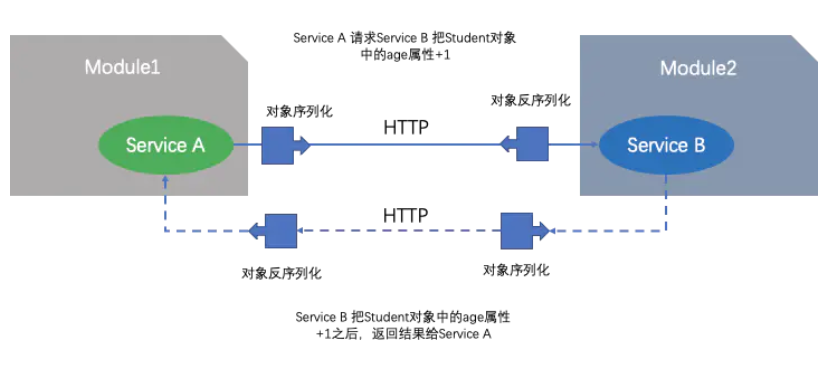 Service A 请求Service B 把Student对象
中的age属性+1
Module1
Module2
对象序列化
对象反序列化
HTTP
Service A
Service B
HTTP
对象反序列化
对象序列化
Service B 把Student对象中的age属性
+1之后，返回结果给Service A